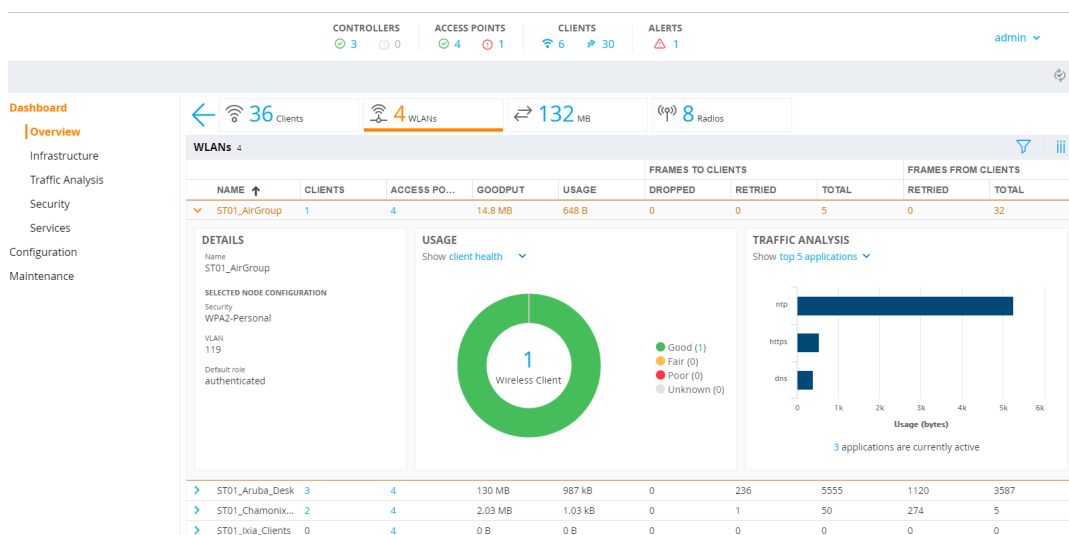 CONTROLLERS ACCESS POINTS CLIENTS ALERTS
3 0 4 1 6 30 1 admin
Dashboard
Overview
Infrastructure
Traffic Analysis
Security
Services
Configuration
Maintenance
36 Clients 4 WLANs 132 MB 8 Radios
WLANs 4
FRAMES TO CLIENTS FRAMES FROM CLIENTS
NAME CLIENTS ACCESS PO... GOODPUT USAGE DROPPED RETRIED TOTAL RETRIED TOTAL
ST01_AirGroup 1 4 14.8 MB 648 B 0 0 5 0 32
DETAILS
Name
ST01_AirGroup
SELECTED NODE CONFIGURATION
Security
WPA2-Personal
VLAN
119
Default role
authenticated
USAGE
Show client health
1
Wireless Client
Good (1)
Fair (0)
Poor (0)
Unknown (0)
TRAFFIC ANALYSIS
Show top 5 applications
ntp
https
dns
0 1k 2k 3k 4k 5k 6k
Usage (bytes)
3 applications are currently active
ST01_Aruba_Desk 3 4 130 MB 987 kB 0 236 5555 1120 3587
ST01_Chamonix... 2 4 2.03 MB 1.03 kB 0 1 50 274 5
ST01_Ixia_Clients 0 4 0 B 0 B 0 0 0 0 0